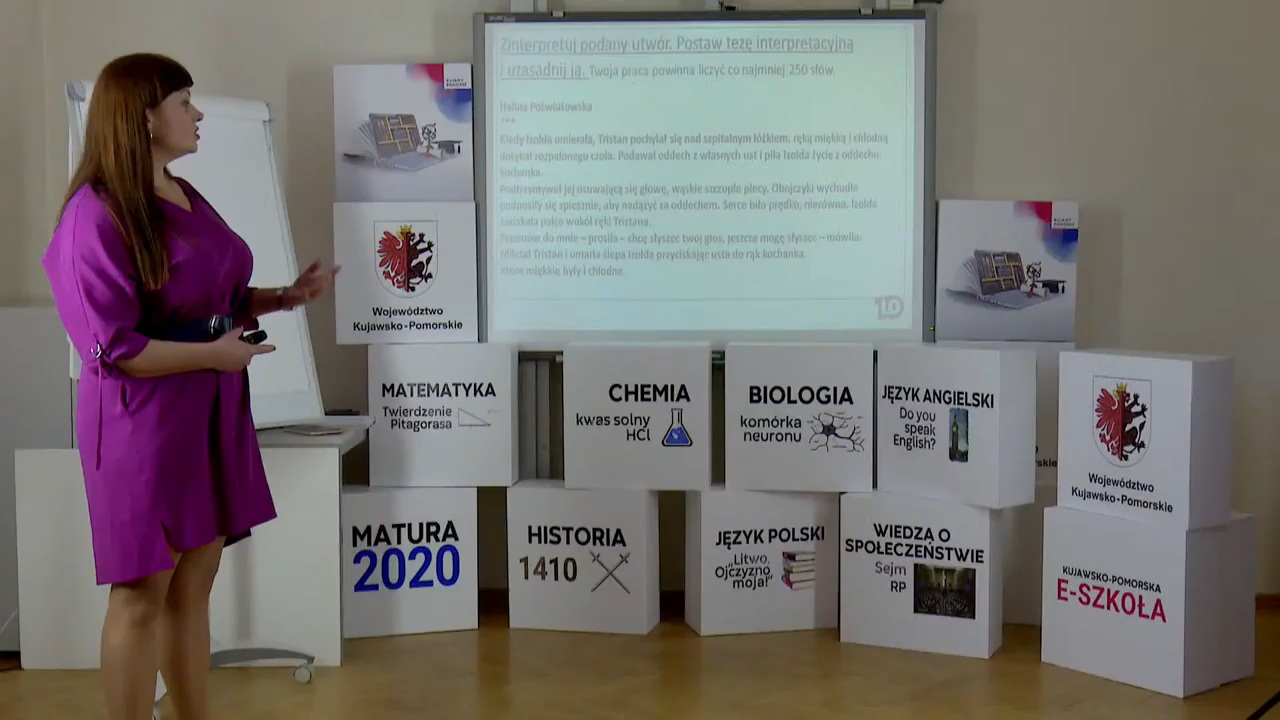 Zinterpretuj podany utwór. Postaw tezę interpretacyjną
i uzasadnij ją. Twoja praca powinna liczyć co najmniej 250 słów.
Halina Poświatowska
***
Kiedy Izolda umierała, Tristan pochylał się nad szpitalnym łóżkiem, ręką miękką i chłodną
dotykał rozpalonego czoła. Podawał oddech z własnych ust i piła Izolda życie z oddechu
kochanka.
Podtrzymywał jej usuwającą się głowę, wąskie szczupłe plecy. Obojczyki wychudłe
podnosiły się spiesznie, aby nadążyć za oddechem. Serce biło prędko, nierówno. Izolda
zaciskała palce wokół ręki Tristana.
Przemów do mnie – prosiła – chcę słyszeć twój głos, jeszcze mogę słyszeć – mówiła.
Milczał Tristan i umarła ślepa Izolda przyciskając usta do rąk kochanka.
Które miękkie były i chłodne.
LO
Województwo
Kujawsko-Pomorskie
MATEMATYKA
Twierdzenie
Pitagorasa
CHEMIA
kwas solny
HCl
BIOLOGIA
komórka
neuronu
JĘZYK ANGIELSKI
Do you
speak
English?
Województwo
Kujawsko-Pomorskie
MATURA
2020
HISTORIA
1410
JĘZYK POLSKI
„Litwo,
Ojczyzno
moja!”
WIEDZA O
SPOŁECZEŃSTWIE
Sejm
RP
KUJAWSKO-POMORSKA
E-SZKOŁA